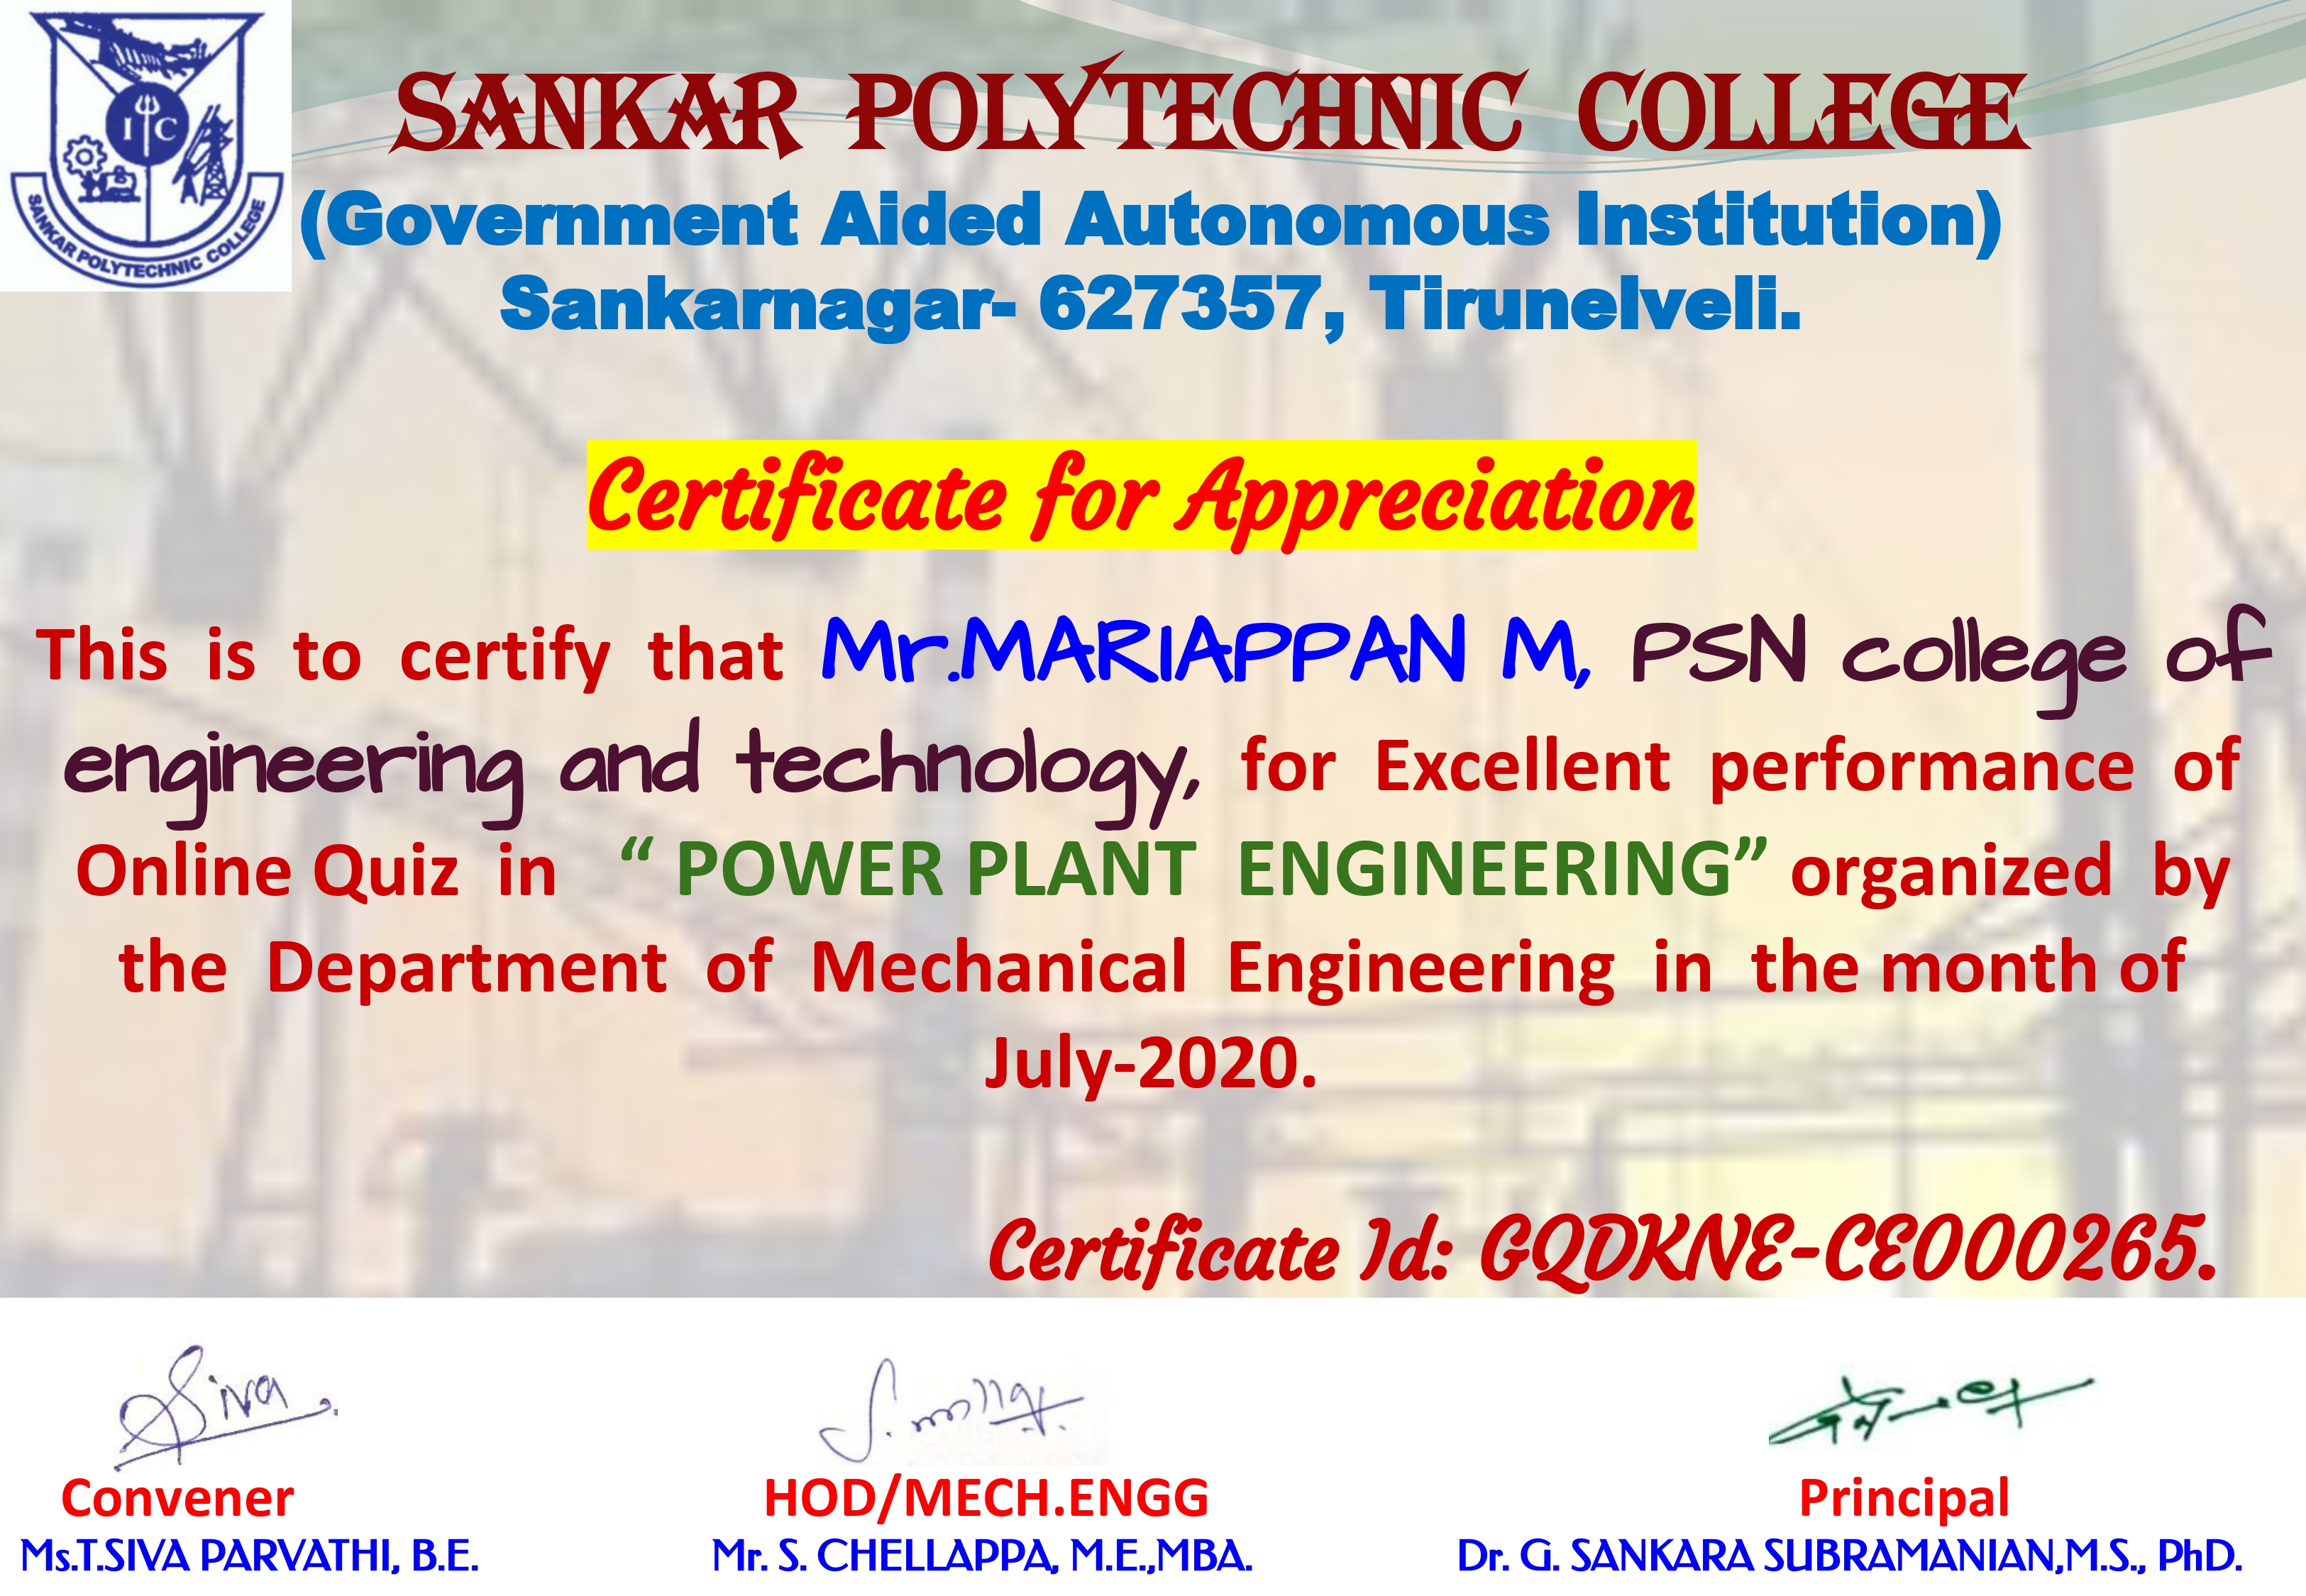 SANKAR POLYTECHNIC COLLEGE
I T C
SANKAR POLYTECHNIC COLLEGE
(Government Aided Autonomous Institution)
Sankarnagar- 627357, Tirunelveli.
Certificate for Appreciation
This is to certify that Mr.MARIAPPAN M, PSN college of
engineering and technology, for Excellent performance of
Online Quiz in “ POWER PLANT ENGINEERING” organized by
the Department of Mechanical Engineering in the month of
July-2020.
Certificate Id: GQDKNE-CE000265.
Siva
Convener
HOD/MECH.ENGG
Principal
Ms.T.SIVA PARVATHI, B.E.
Mr. S. CHELLAPPA, M.E.,MBA.
Dr. G. SANKARA SUBRAMANIAN,M.S., PhD.